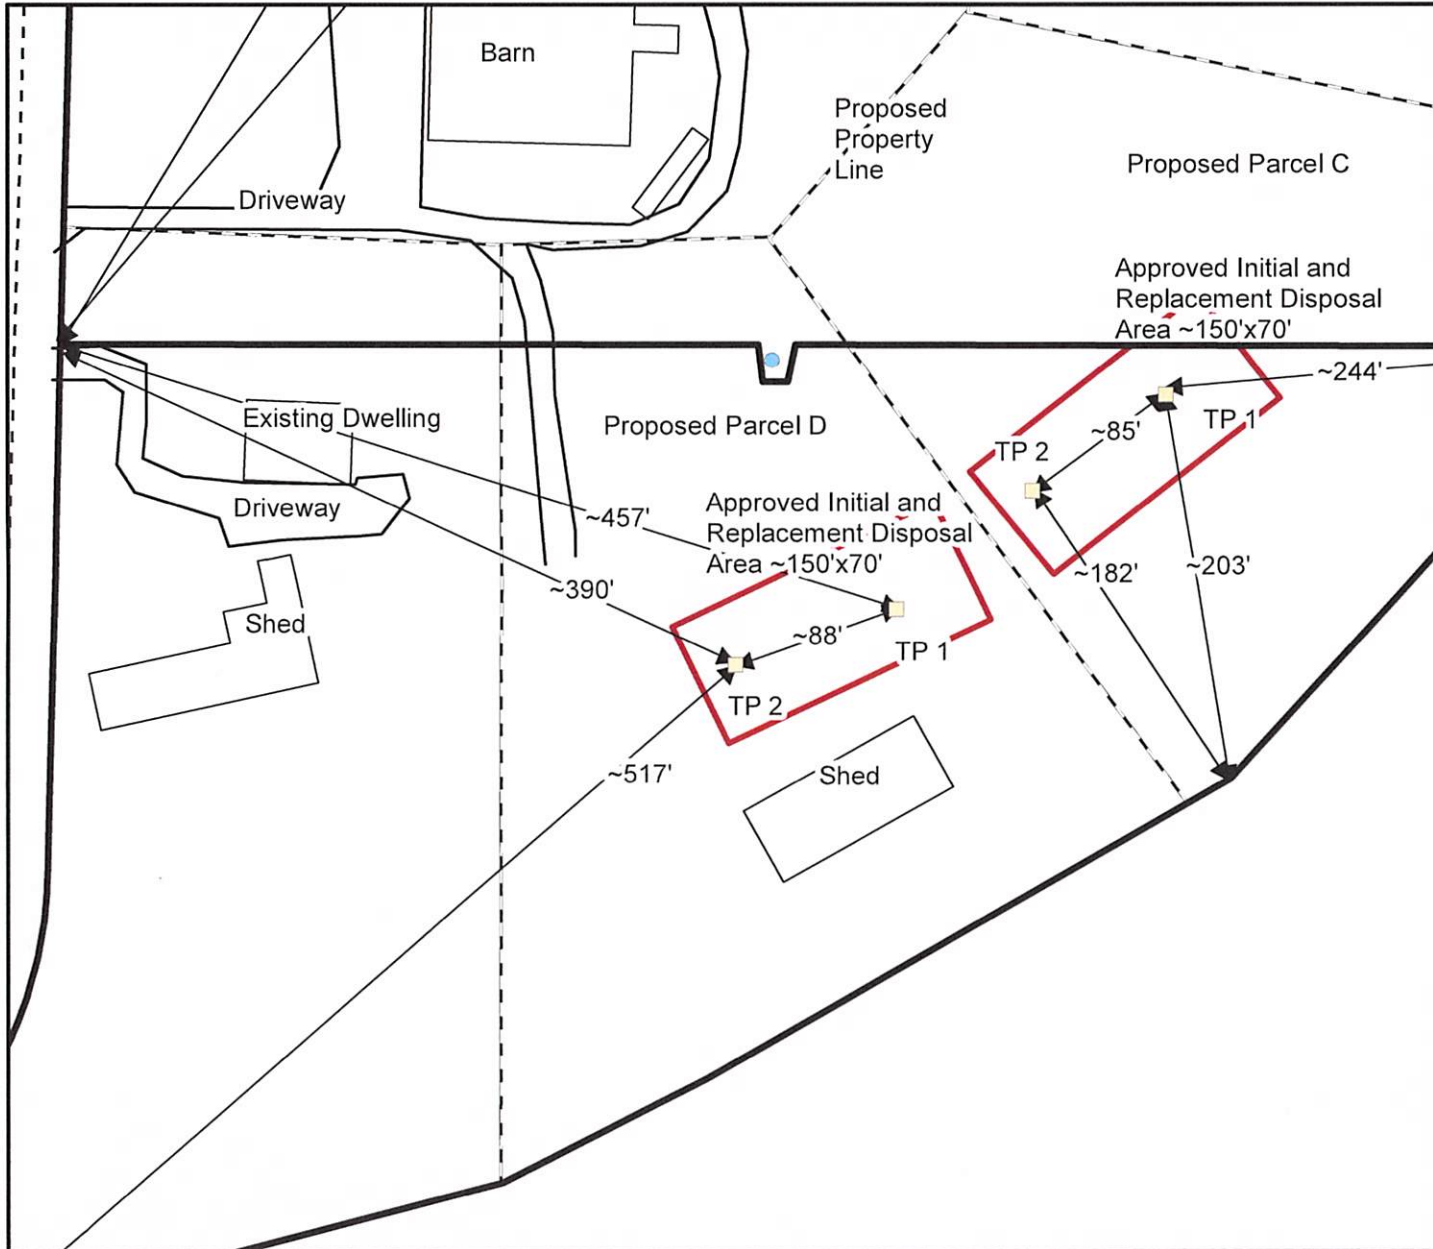 Barn
Proposed
Property
Line
Proposed Parcel C
Driveway
Approved Initial and
Replacement Disposal
Area ~150'x70'
~244'
Existing Dwelling
Proposed Parcel D
~85'
TP 1
TP 2
Driveway
~457'
Approved Initial and
Replacement Disposal
Area ~150'x70'
~390'
~182'
~203'
Shed
~88'
TP 1
TP 2
~517'
Shed